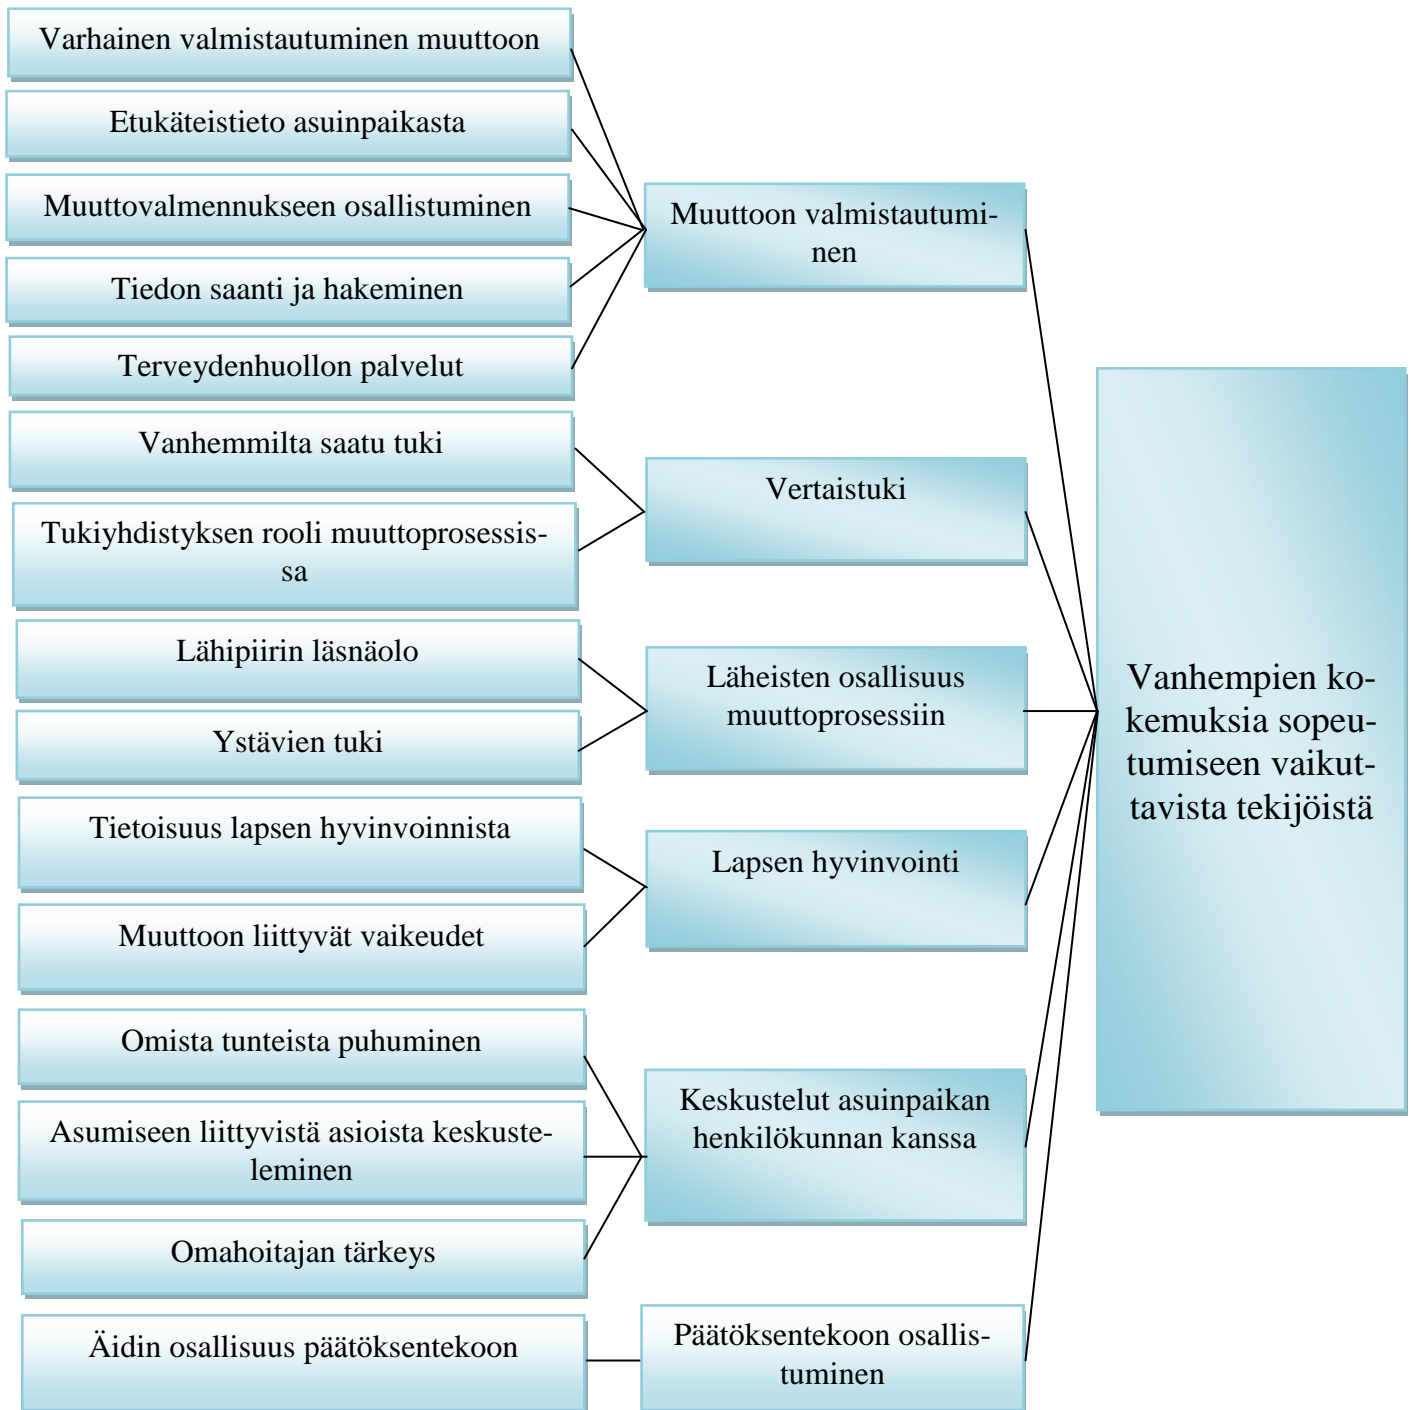 Varhainen valmistautuminen muuttoon
Etukäteistieto asuinpaikasta
Muuttovalmennukseen osallistuminen
Tiedon saanti ja hakeminen
Terveydenhuollon palvelut
Vanhemmilta saatu tuki
Tukiyhdistyksen rooli muuttoprosessis-
sa
Lähipiirin läsnäolo
Ystävien tuki
Tietoisuus lapsen hyvinvoinnista
Muuttoon liittyvät vaikeudet
Omista tunteista puhuminen
Asumiseen liittyvistä asioista keskuste-
leminen
Omahoitajan tärkeys
Äidin osallisuus päätöksentekoon
Muuttoon valmistautumi-
nen
Vertaistuki
Läheisten osallisuus
muuttoprosessiin
Lapsen hyvinvointi
Keskustelut asuinpaikan
henkilökunnan kanssa
Päätöksentekoon osallis-
tuminen
Vanhempien ko-
kemuksia sopeu-
tumiseen vaikut-
tavista tekijöistä